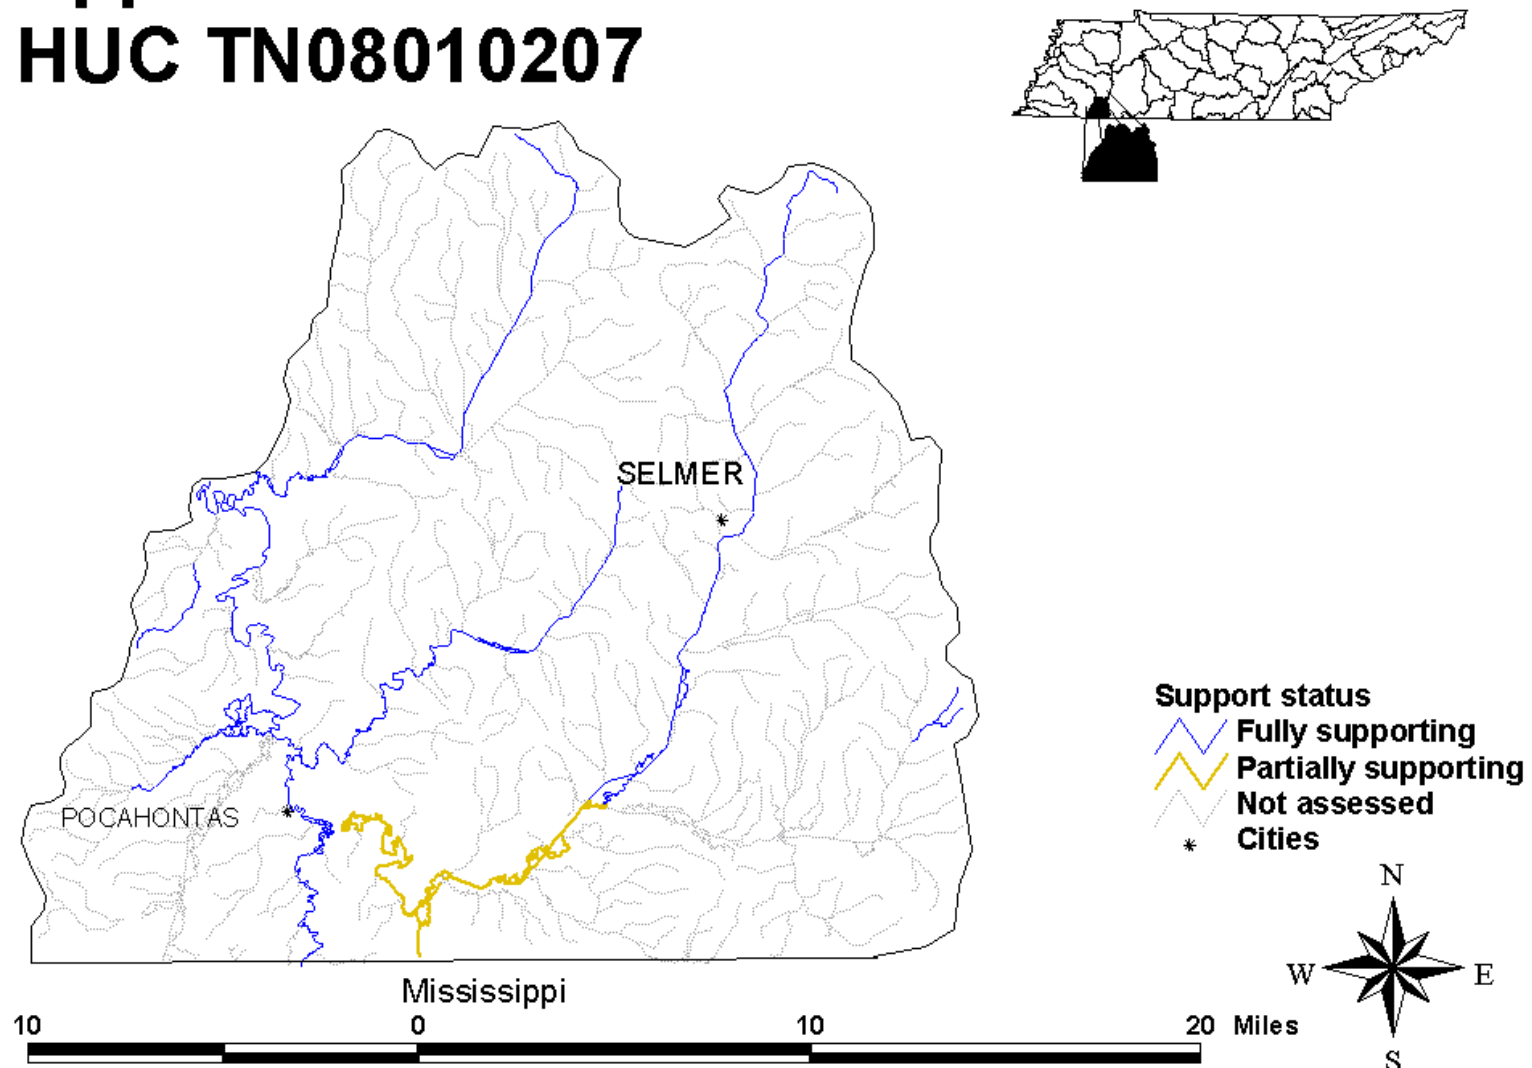 HUC TN08010207
SELMER
POCAHONTAS
Mississippi
10 0 10 20 Miles
Support status
Fully supporting
Partially supporting
Not assessed
* Cities
N
W E
S